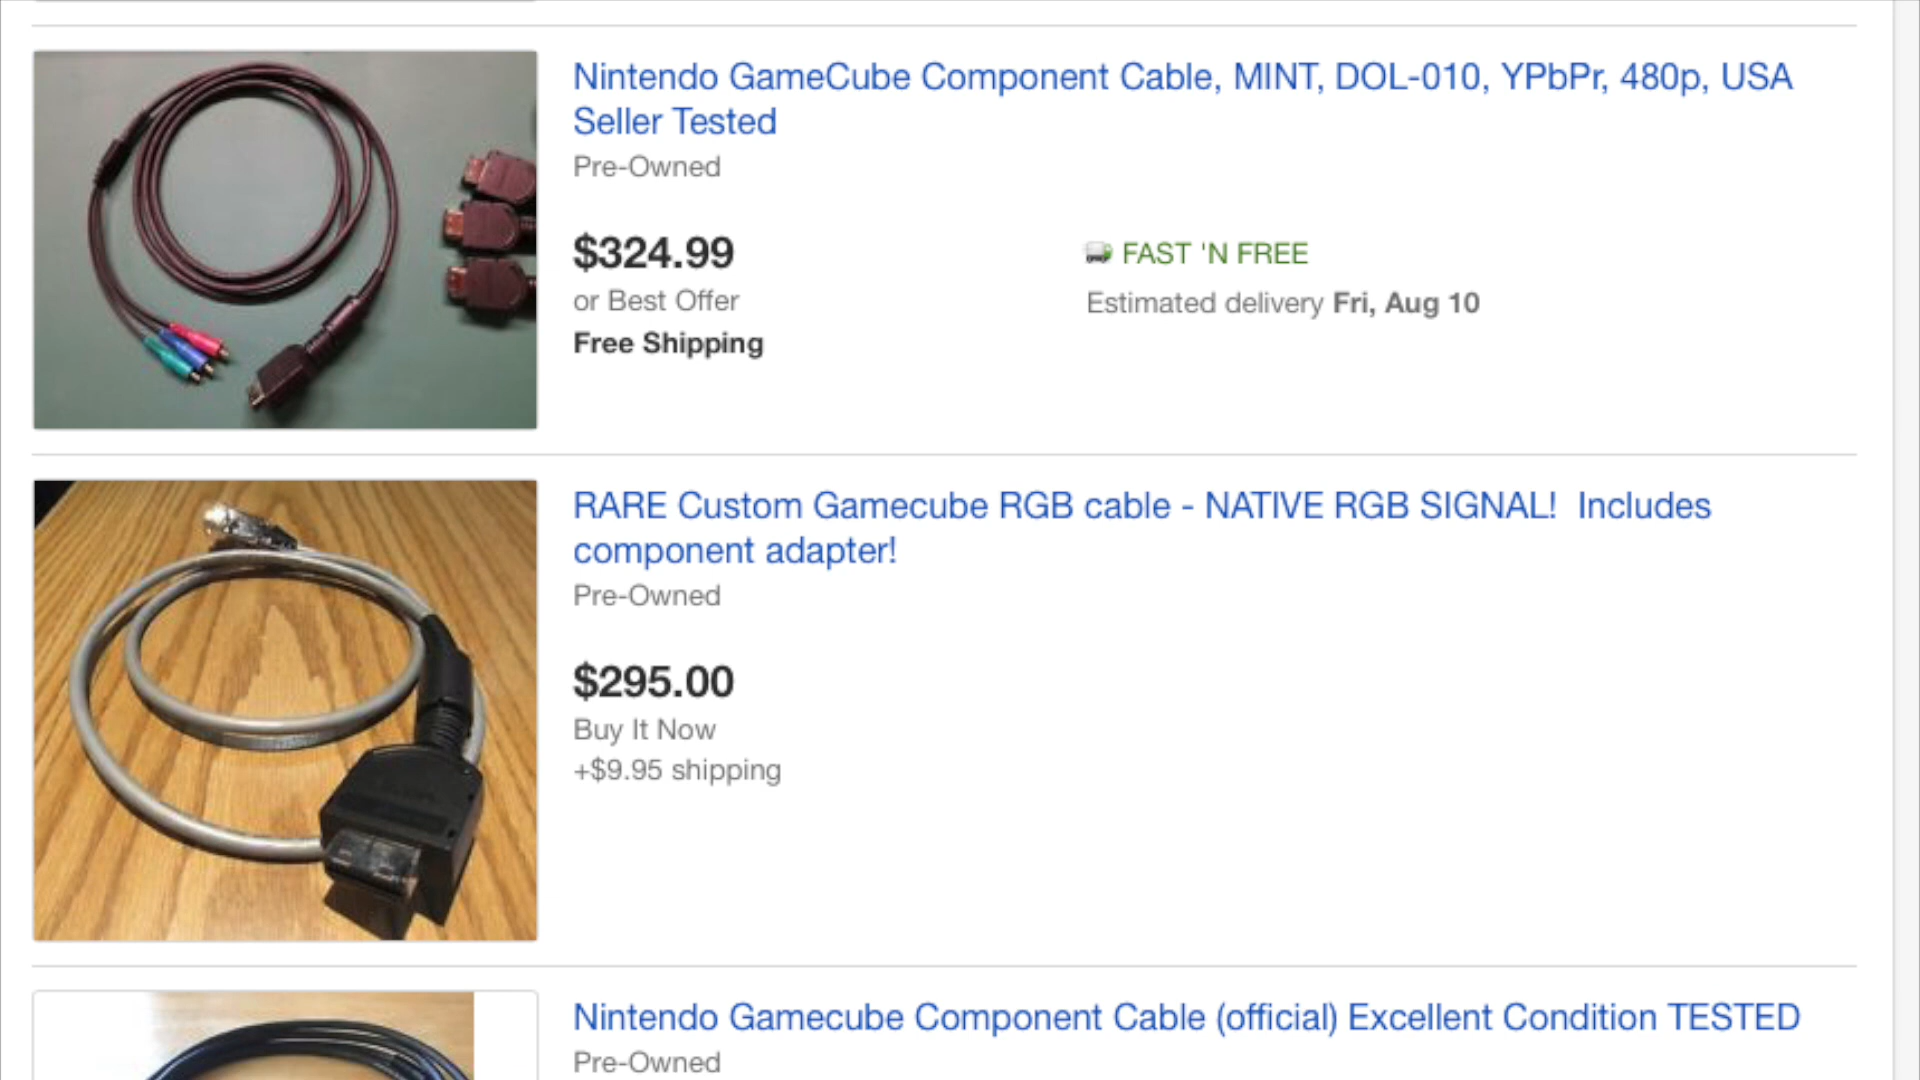 Nintendo GameCube Component Cable, MINT, DOL-010, YPbPr, 480p, USA
Seller Tested
Pre-Owned
$324.99
or Best Offer
Free Shipping
FAST 'N FREE
Estimated delivery Fri, Aug 10
RARE Custom Gamecube RGB cable - NATIVE RGB SIGNAL!  Includes
component adapter!
Pre-Owned
$295.00
Buy It Now
+$9.95 shipping
Nintendo Gamecube Component Cable (official) Excellent Condition TESTED
Pre-Owned